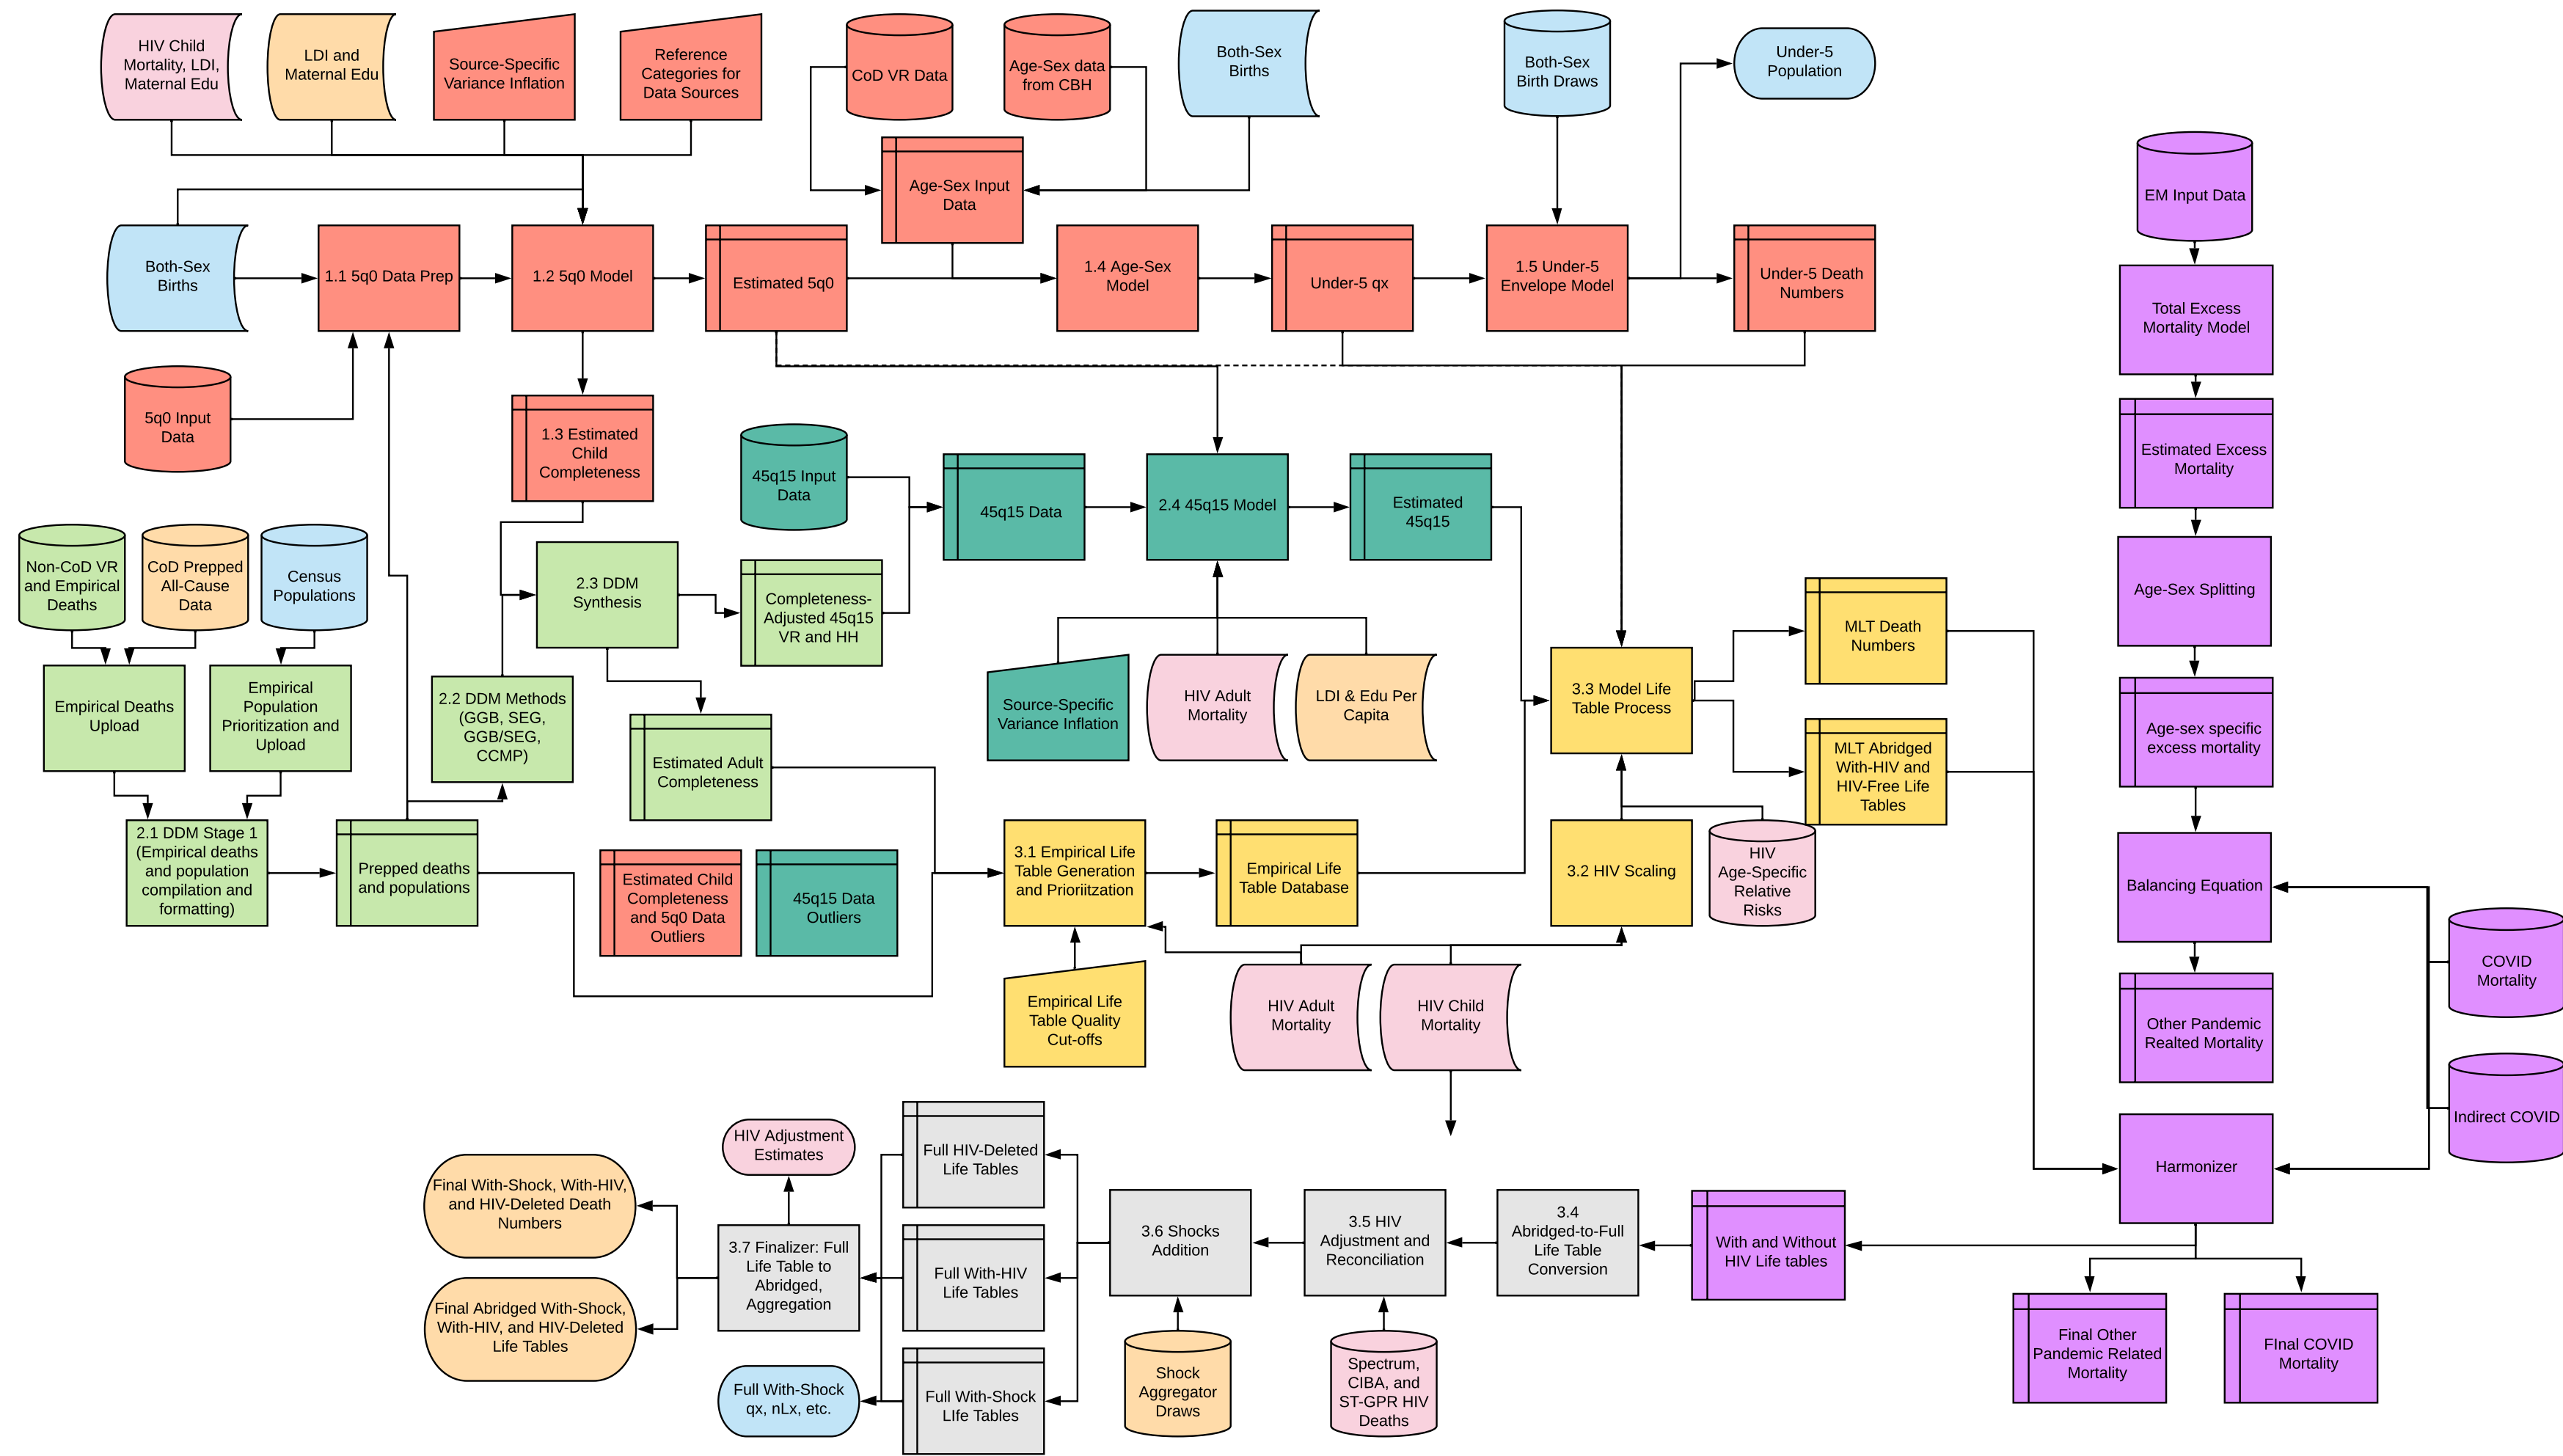 HIV Child
Mortality, LDI,
Maternal Edu
LDI and
Maternal Edu
Source-Specific
Variance Inflation
Reference
Categories for
Data Sources
CoD VR Data
Age-Sex data
from CBH
Both-Sex
Births
Both-Sex
Birth Draws
Under-5
Population
Age-Sex Input
Data
EM Input Data
Both-Sex
Births
1.1 5q0 Data Prep
1.2 5q0 Model
Estimated 5q0
1.4 Age-Sex
Model
Under-5 qx
1.5 Under-5
Envelope Model
Under-5 Death
Numbers
Total Excess
Mortality Model
5q0 Input
Data
1.3 Estimated
Child
Completeness
45q15 Input
Data
45q15 Data
2.4 45q15 Model
Estimated
45q15
Estimated Excess
Mortality
Non-CoD VR
and Empirical
Deaths
CoD Prepped
All-Cause
Data
Census
Populations
2.3 DDM
Synthesis
Completeness-
Adjusted 45q15
VR and HH
Age-Sex Splitting
Empirical Deaths
Upload
Empirical
Population
Prioritization and
Upload
2.2 DDM Methods
(GGB, SEG,
GGB/SEG,
CCMP)
Estimated Adult
Completeness
Source-Specific
Variance Inflation
HIV Adult
Mortality
LDI & Edu Per
Capita
3.3 Model Life
Table Process
MLT Death
Numbers
MLT Abridged
With-HIV and
HIV-Free Life
Tables
Age-sex specific
excess mortality
2.1 DDM Stage 1
(Empirical deaths
and population
compilation and
formatting)
Prepped deaths
and populations
Estimated Child
Completeness
and 5q0 Data
Outliers
45q15 Data
Outliers
3.1 Empirical Life
Table Generation
and Prioriitzation
Empirical Life
Table Database
3.2 HIV Scaling
HIV
Age-Specific
Relative
Risks
Balancing Equation
COVID
Mortality
Empirical Life
Table Quality
Cut-offs
HIV Adult
Mortality
HIV Child
Mortality
Other Pandemic
Realted Mortality
Indirect COVID
HIV Adjustment
Estimates
Full HIV-Deleted
Life Tables
Harmonizer
Final With-Shock, With-HIV,
and HIV-Deleted Death
Numbers
3.7 Finalizer: Full
Life Table to
Abridged,
Aggregation
Full With-HIV
Life Tables
3.6 Shocks
Addition
3.5 HIV
Adjustment and
Reconciliation
3.4
Abridged-to-Full
Life Table
Conversion
With and Without
HIV Life tables
Final Abridged With-Shock,
With-HIV, and HIV-Deleted
Life Tables
Full With-Shock
qx, nLx, etc.
Full With-Shock
LIfe Tables
Shock
Aggregator
Draws
Spectrum,
CIBA, and
ST-GPR HIV
Deaths
Final Other
Pandemic Related
Mortality
FInal COVID
Mortality